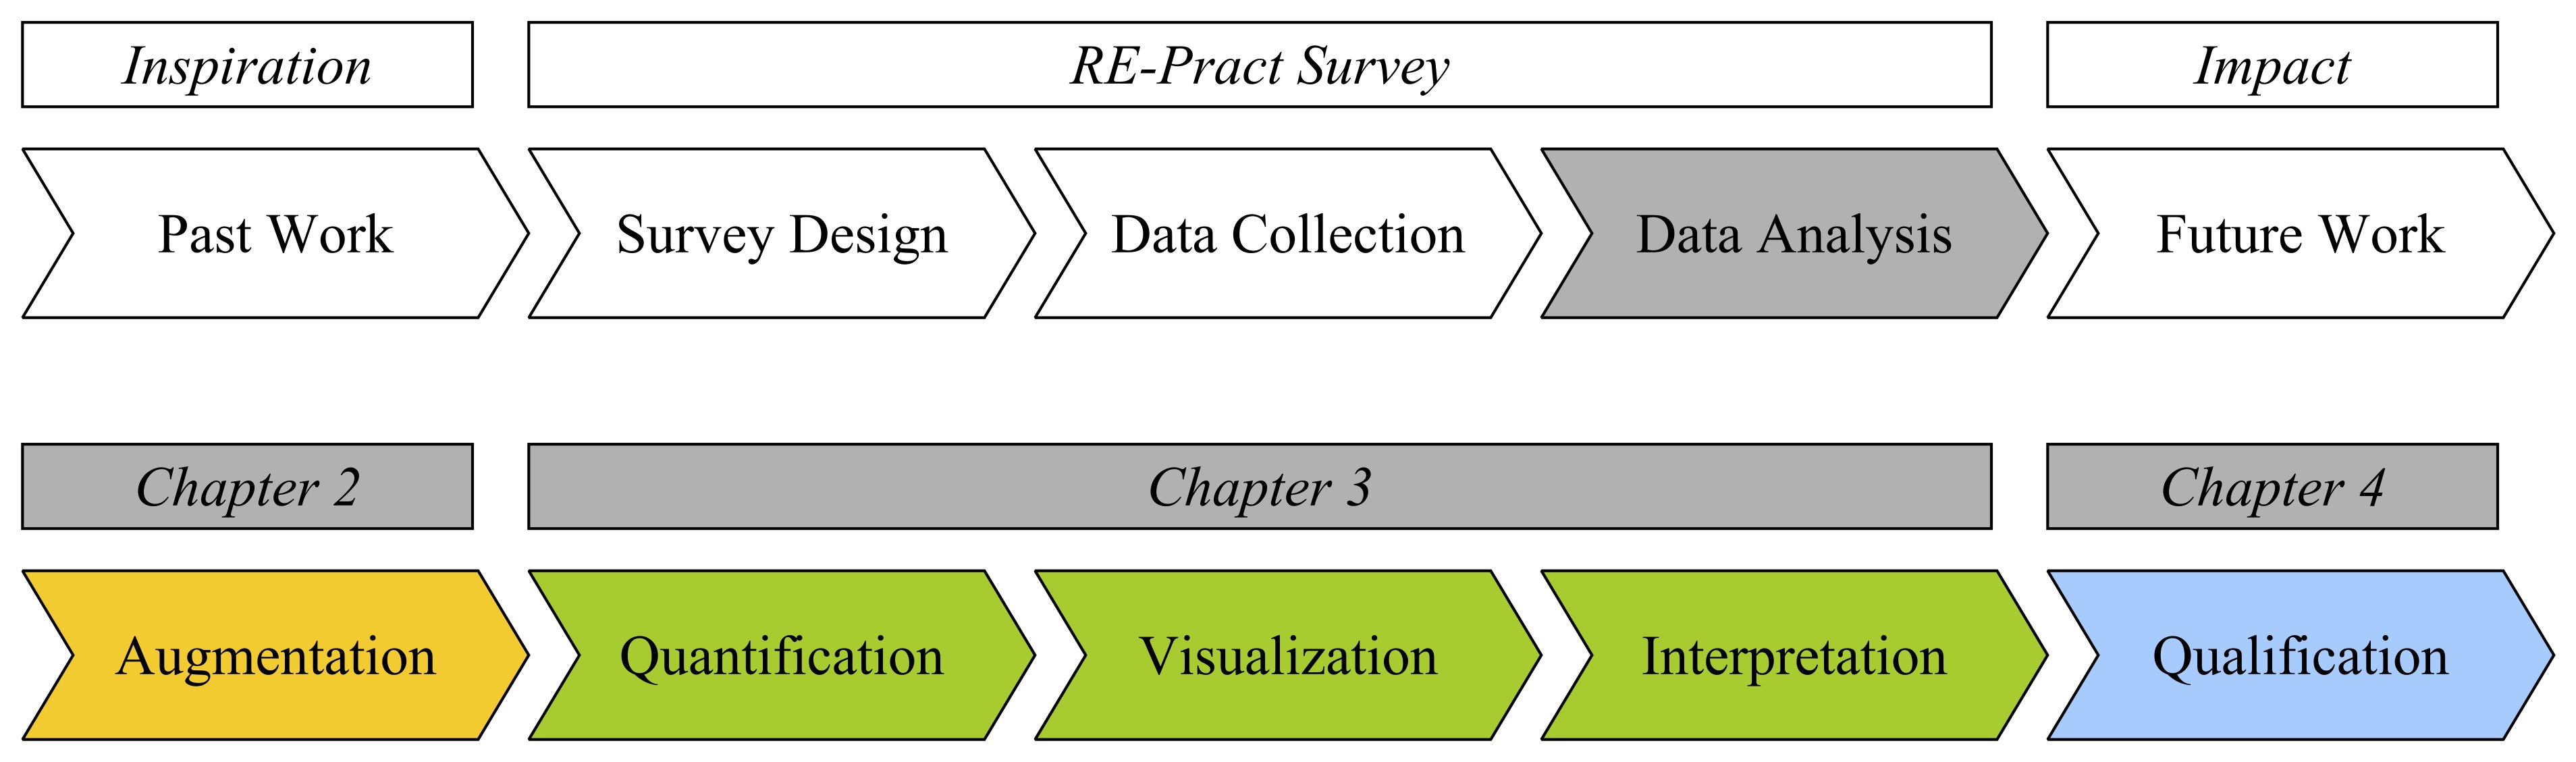 Inspiration
RE-Pract Survey
Impact
Past Work
Survey Design
Data Collection
Data Analysis
Future Work
Chapter 2
Chapter 3
Chapter 4
Augmentation
Quantification
Visualization
Interpretation
Qualification